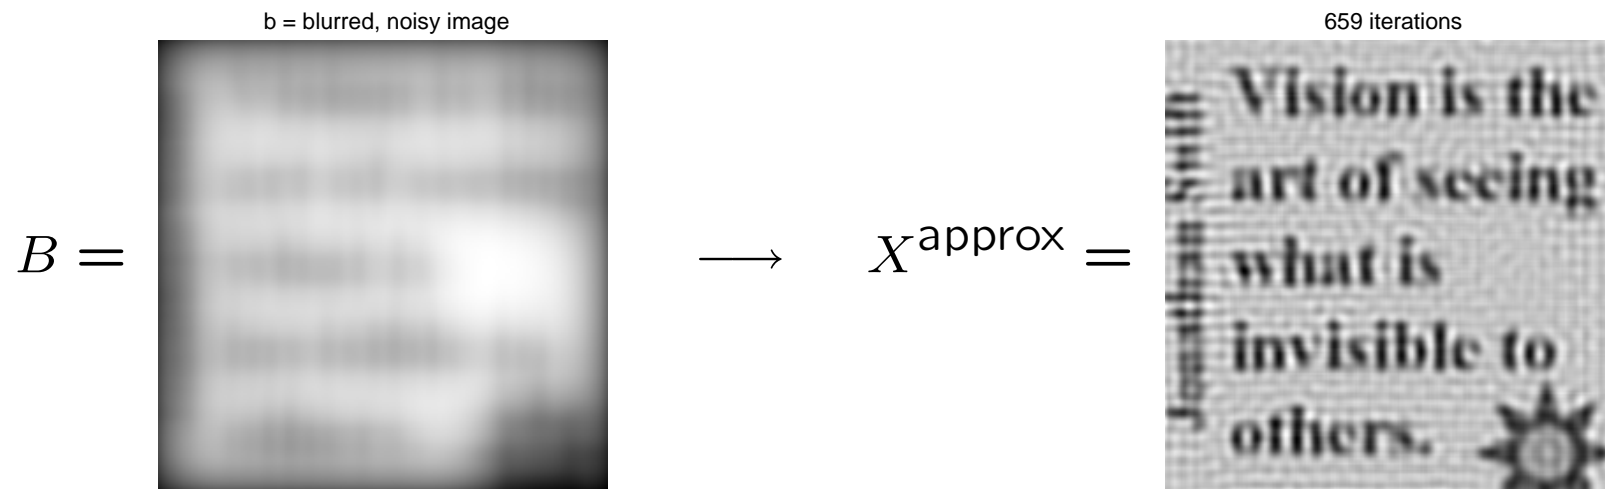 b = blurred, noisy image
659 iterations
B =
→
X^approx =
Vision is the
art of seeing
what is
invisible to
others.